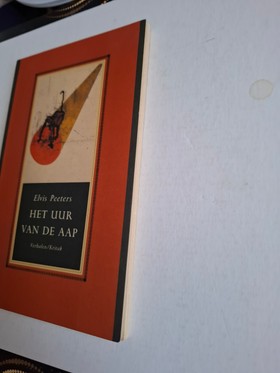 Elvis Peeters
HET UUR
VAN DE AAP
Verhalen/Kritak